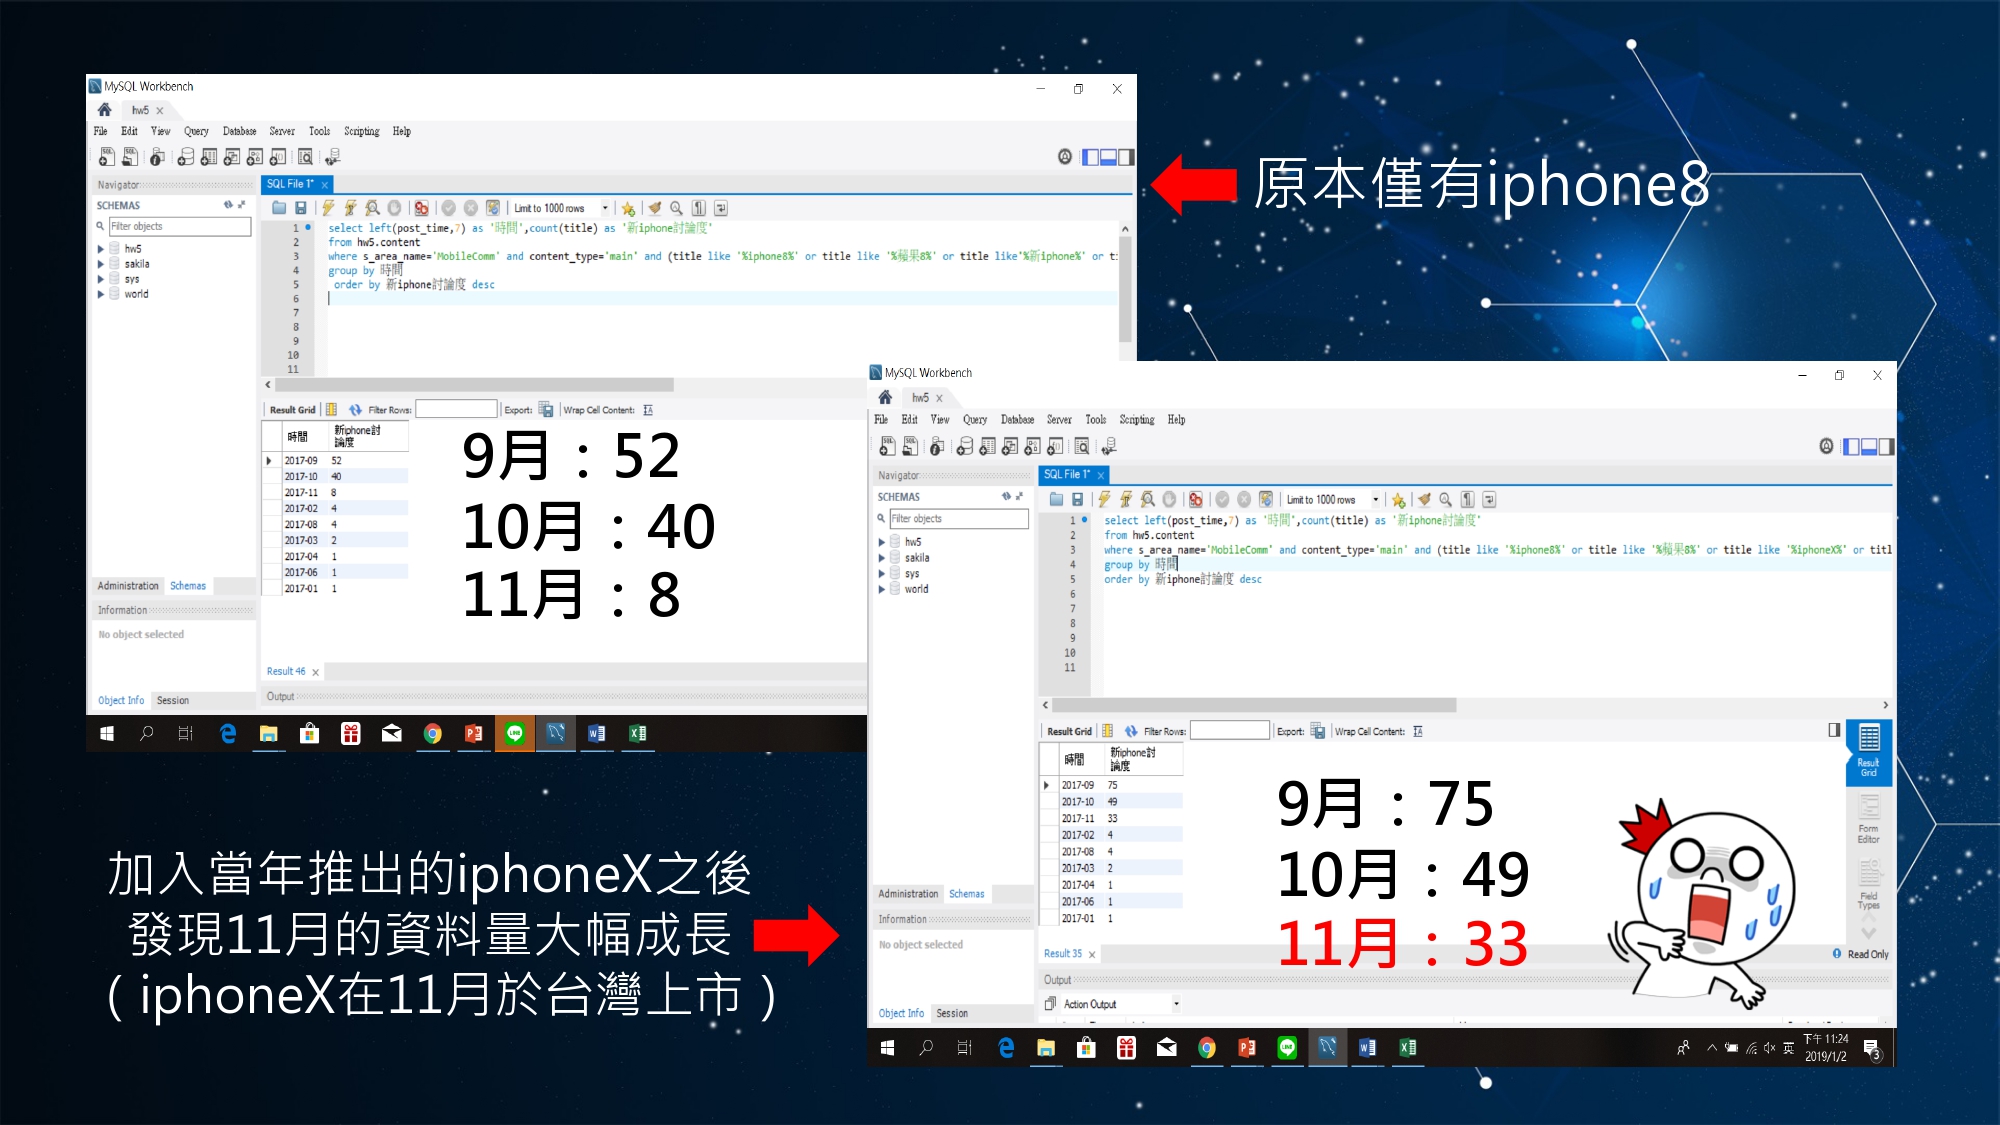 MySQL Workbench
hw5
File Edit View Query Database Server Tools Scripting Help
Navigator
SCHEMAS
Filter objects
hw5
sakila
sys
world
Administration Schemas
Information
No object selected
Object Info Session
SQL File 1*
Limit to 1000 rows
1 select left(post_time,7) as '時間',count(title) as '新iphone討論度'
2 from hw5.content
3 where s_area_name='MobileComm' and content_type='main' and (title like '%iphone8%' or title like '%蘋果8%' or title like'%新iphone%' or t
4 group by 時間
5 order by 新iphone討論度 desc
6
7
8
9
10
11
Result Grid Filter Rows: Export: Wrap Cell Content:
時間 新iphone討論度
2017-09 52
2017-10 40
2017-11 8
2017-02 4
2017-08 4
2017-03 2
2017-04 1
2017-06 1
2017-01 1
9月：52
10月：40
11月：8
Result 46
Output
原本僅有iphone8
MySQL Workbench
hw5
File Edit View Query Database Server Tools Scripting Help
Navigator
SCHEMAS
Filter objects
hw5
sakila
sys
world
Administration Schemas
Information
No object selected
Object Info Session
SQL File 1*
Limit to 1000 rows
1 select left(post_time,7) as '時間',count(title) as '新iphone討論度'
2 from hw5.content
3 where s_area_name='MobileComm' and content_type='main' and (title like '%iphone8%' or title like '%蘋果8%' or title like '%iphoneX%' or titl
4 group by 時間
5 order by 新iphone討論度 desc
6
7
8
9
10
11
Result Grid Filter Rows: Export: Wrap Cell Content:
時間 新iphone討論度
2017-09 75
2017-10 49
2017-11 33
2017-02 4
2017-08 4
2017-03 2
2017-04 1
2017-06 1
2017-01 1
9月：75
10月：49
11月：33
Result Grid
Form Editor
Field Types
Result 35
Read Only
Output
Action Output
英
下午 11:24
2019/1/2
3
加入當年推出的iphoneX之後
發現11月的資料量大幅成長
（iphoneX在11月於台灣上市）